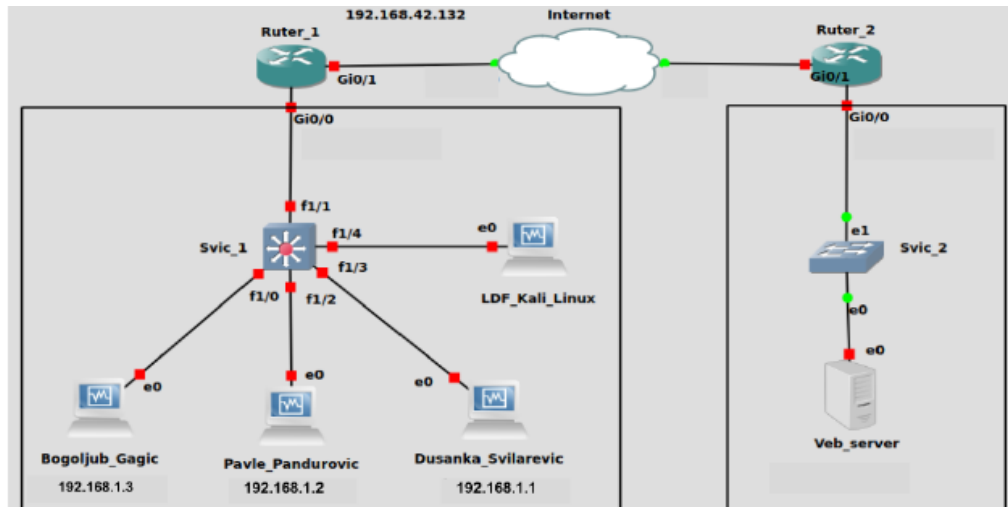 192.168.42.132
Internet
Ruter_1
Ruter_2
Gi0/1
Gi0/1
Gi0/0
Gi0/0
f1/1
Svic_1
f1/4
e0
f1/3
f1/0
f1/2
LDF_Kali_Linux
e1
Svic_2
e0
e0
e0
e0
e0
Veb_server
Bogoljub_Gagic
Pavle_Pandurovic
Dusanka_Svilarevic
192.168.1.3
192.168.1.2
192.168.1.1